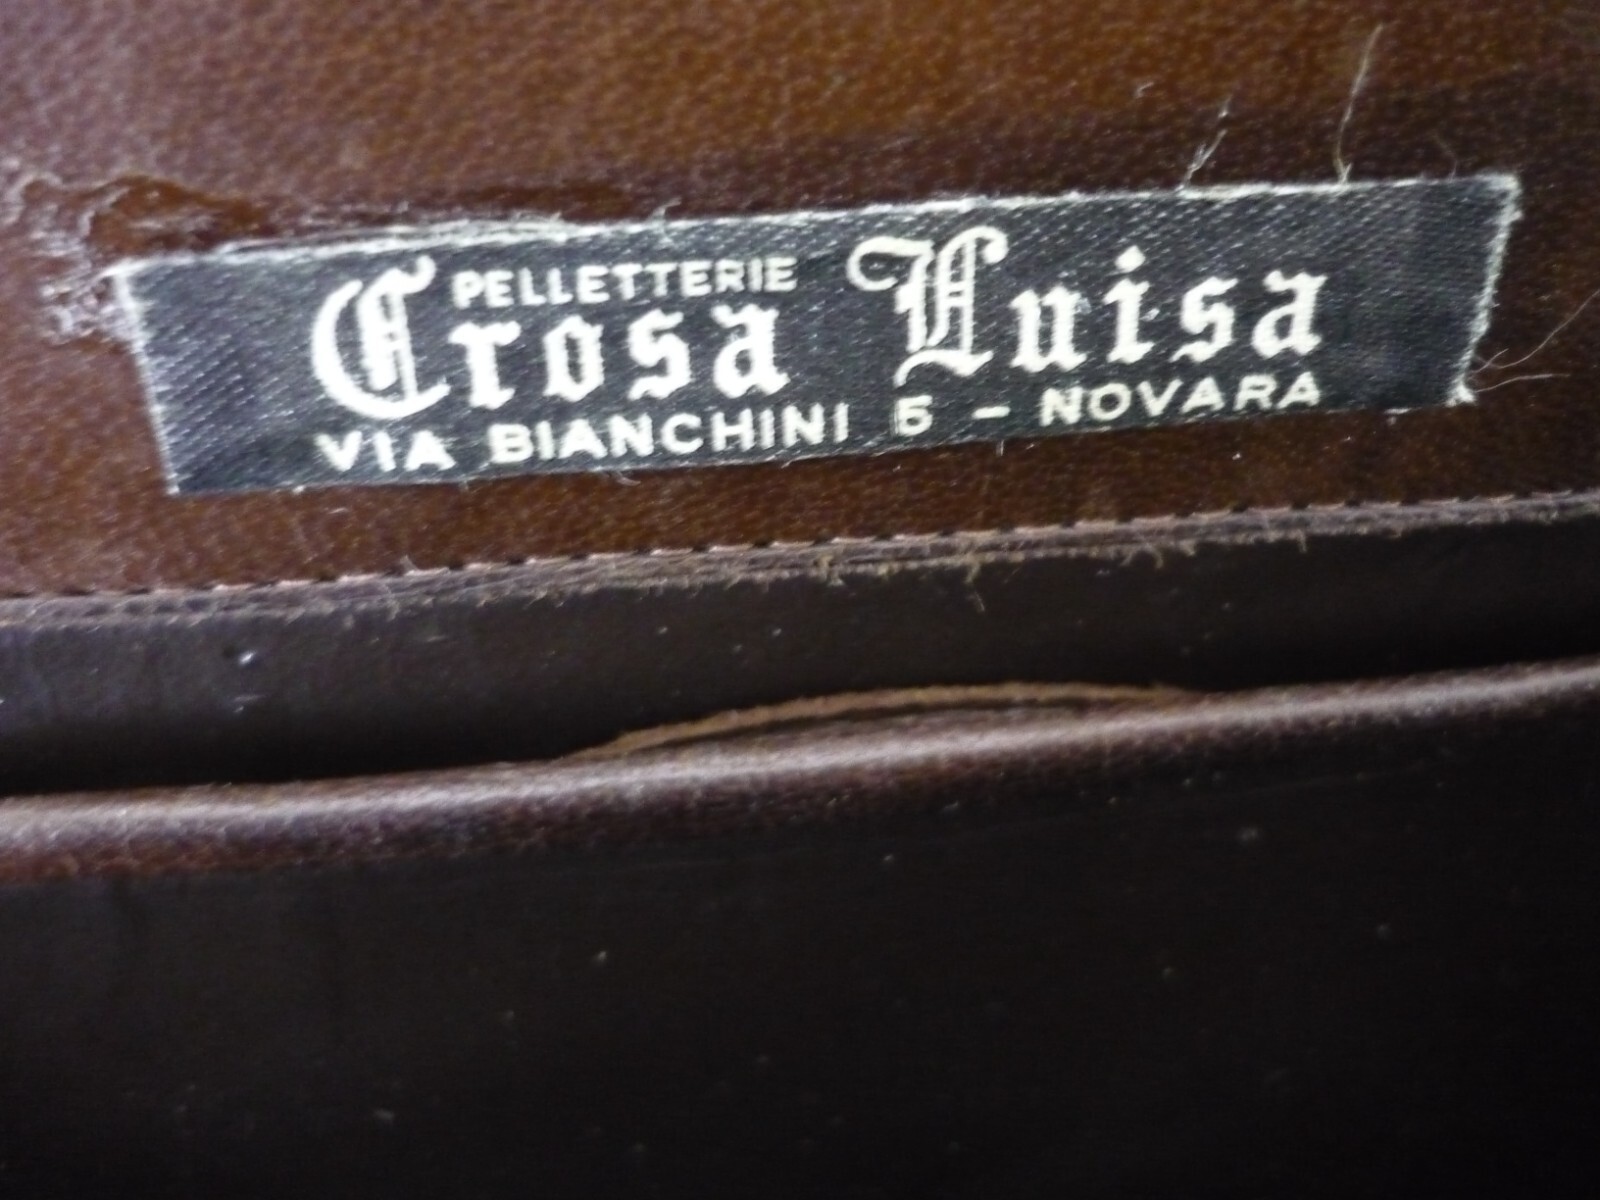 PELLETTERIE
Crosa Luisa
VIA BIANCHINI 5 - NOVARA